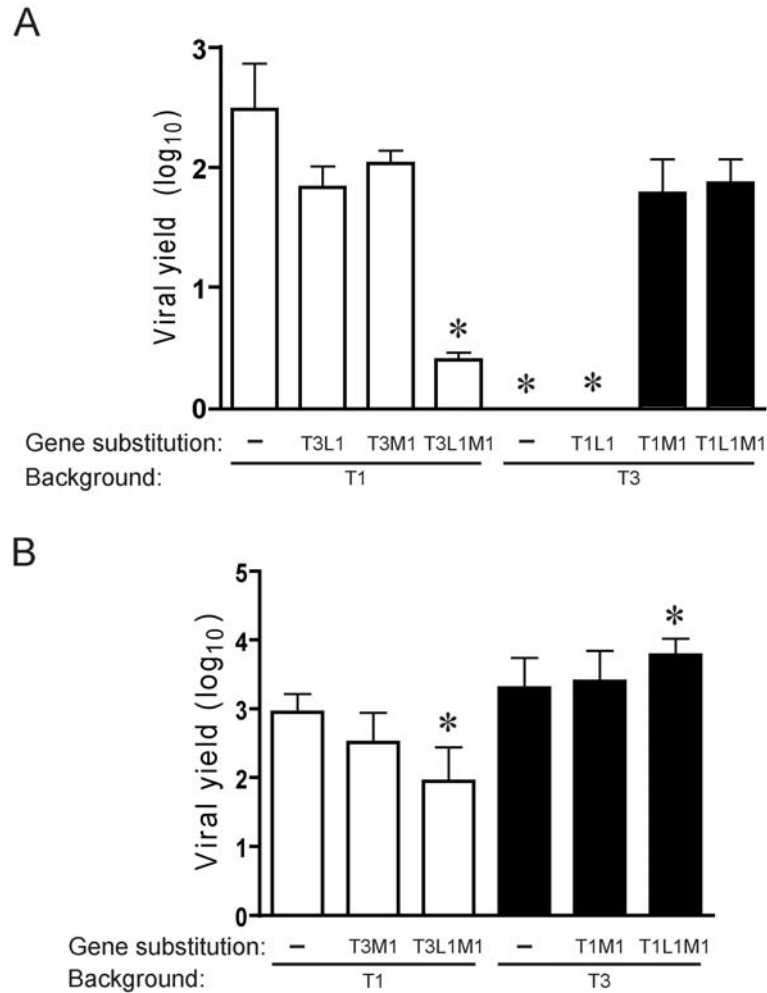 A
3
2
1
0
Viral yield (log10)
*
*
*
Gene substitution: – T3L1 T3M1 T3L1M1 – T1L1 T1M1 T1L1M1
Background: T1 T3
B
5
4
3
2
1
0
Viral yield (log10)
*
*
Gene substitution: – T3M1 T3L1M1 – T1M1 T1L1M1
Background: T1 T3